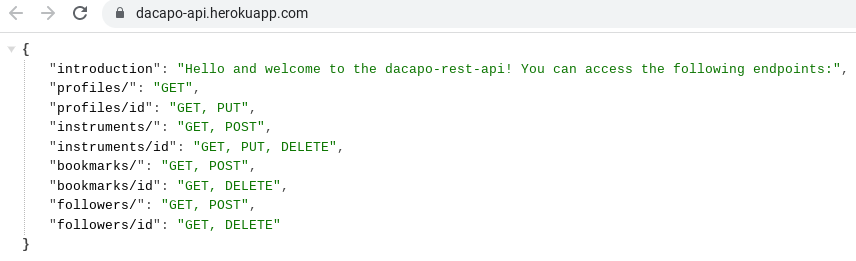 dacapo-api.herokuapp.com
{
"introduction": "Hello and welcome to the dacapo-rest-api! You can access the following endpoints:",
"profiles/": "GET",
"profiles/id": "GET, PUT",
"instruments/": "GET, POST",
"instruments/id": "GET, PUT, DELETE",
"bookmarks/": "GET, POST",
"bookmarks/id": "GET, DELETE",
"followers/": "GET, POST",
"followers/id": "GET, DELETE"
}